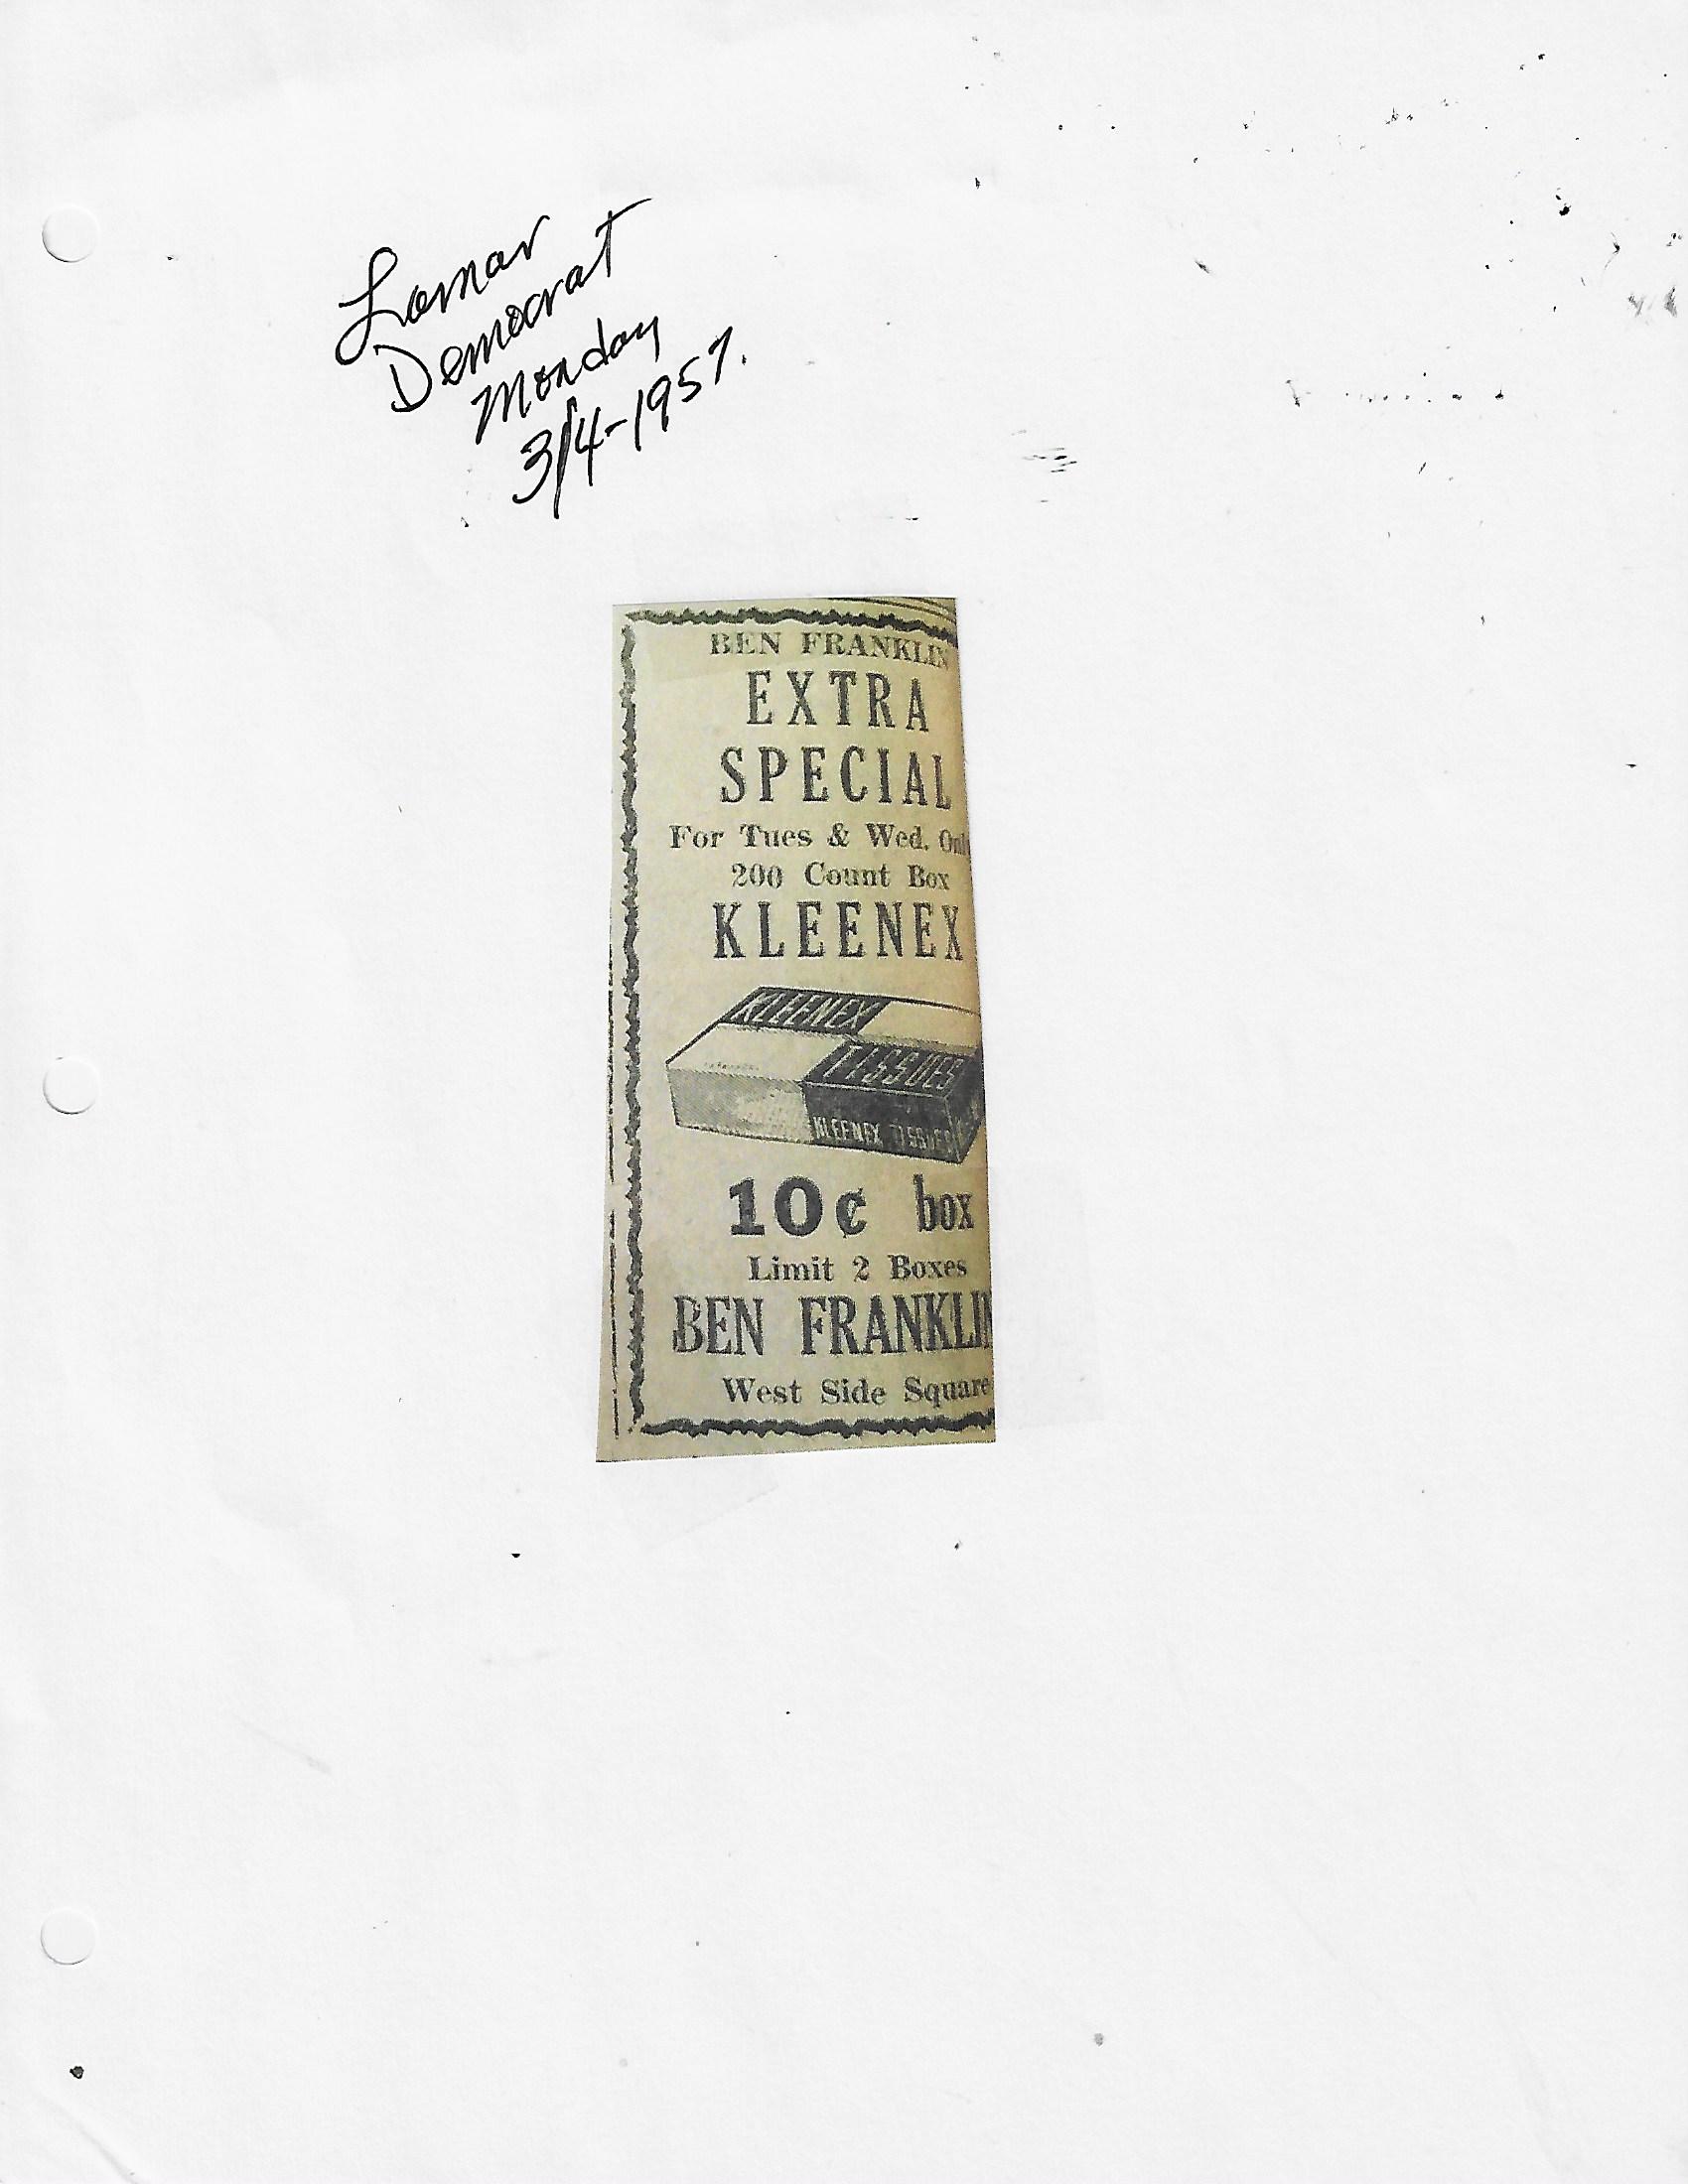 Lamar
Democrat
Monday
3/4-1957.
BEN FRANKLIN
EXTRA
SPECIAL
For Tues & Wed. Only
200 Count Box
KLEENEX
KLEENEX
TISSUES
KLEENEX TISSUES
10¢ box
Limit 2 Boxes
BEN FRANKLIN
West Side Square